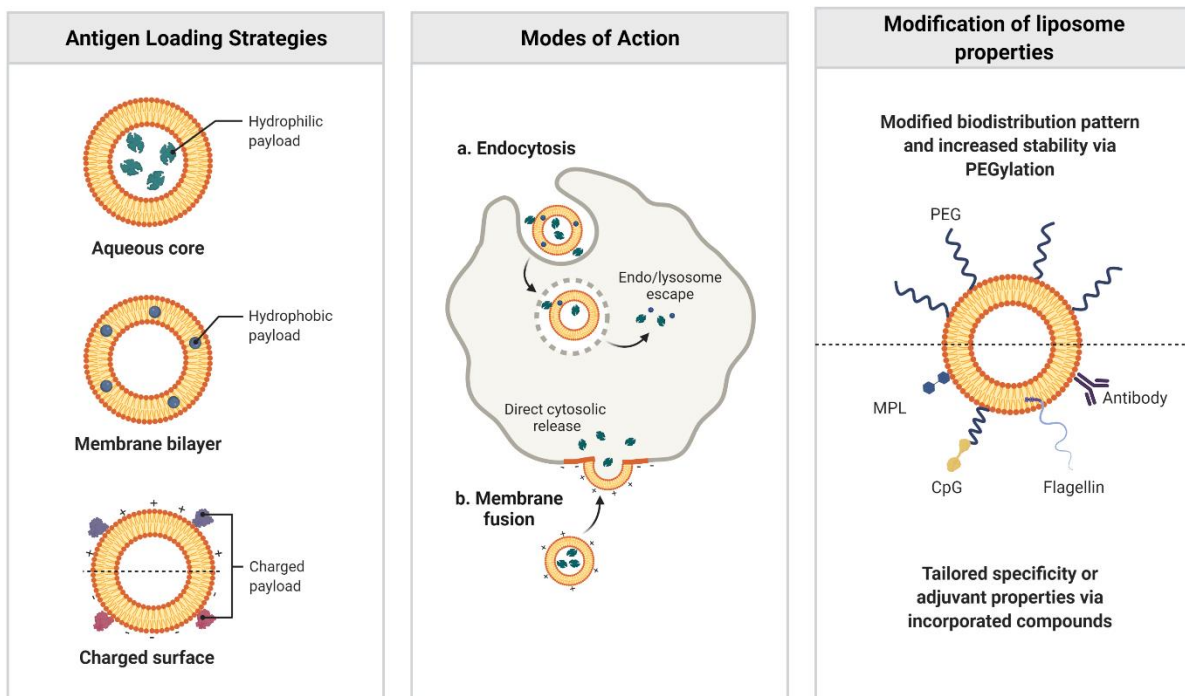 Antigen Loading Strategies
Hydrophilic
payload
Aqueous core
Hydrophobic
payload
Membrane bilayer
Charged
payload
Charged surface
Modes of Action
a. Endocytosis
Endo/lysosome
escape
Direct cytosolic
release
b. Membrane
fusion
Modification of liposome
properties
Modified biodistribution pattern
and increased stability via
PEGylation
PEG
MPL
Antibody
CpG
Flagellin
Tailored specificity or
adjuvant properties via
incorporated compounds